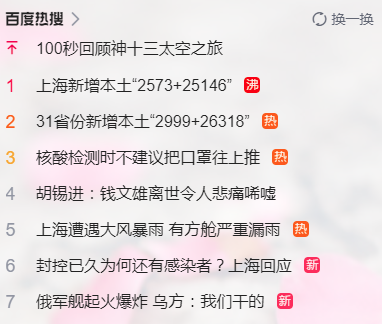 百度热搜 > 换一换
100秒回顾神十三太空之旅
1 上海新增本土“2573+25146” 沸
2 31省份新增本土“2999+26318” 热
3 核酸检测时不建议把口罩往上推 热
4 胡锡进：钱文雄离世令人悲痛唏嘘
5 上海遭遇大风暴雨 有方舱严重漏雨 热
6 封控已久为何还有感染者？上海回应 新
7 俄军舰起火爆炸 乌方：我们干的 新